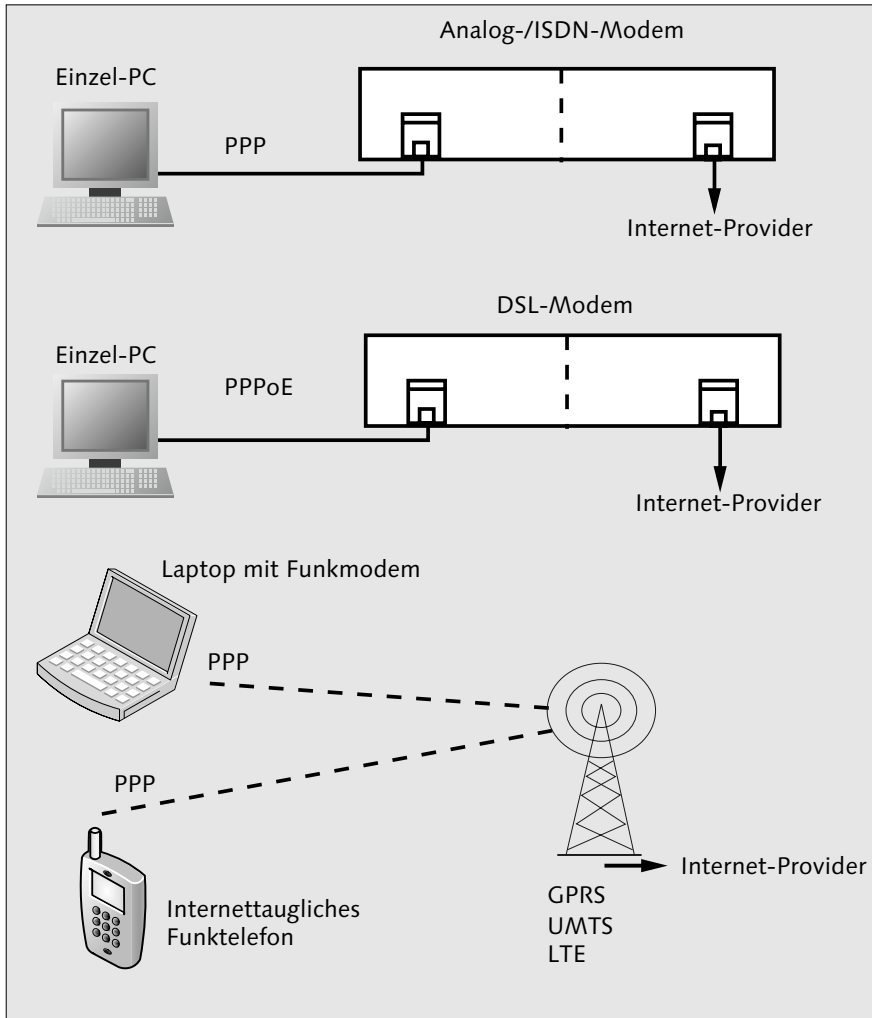 Analog-/ISDN-Modem
Einzel-PC
PPP
Internet-Provider
DSL-Modem
Einzel-PC
PPPoE
Internet-Provider
Laptop mit Funkmodem
PPP
PPP
Internet-Provider
GPRS
UMTS
LTE
Internettaugliches
Funktelefon